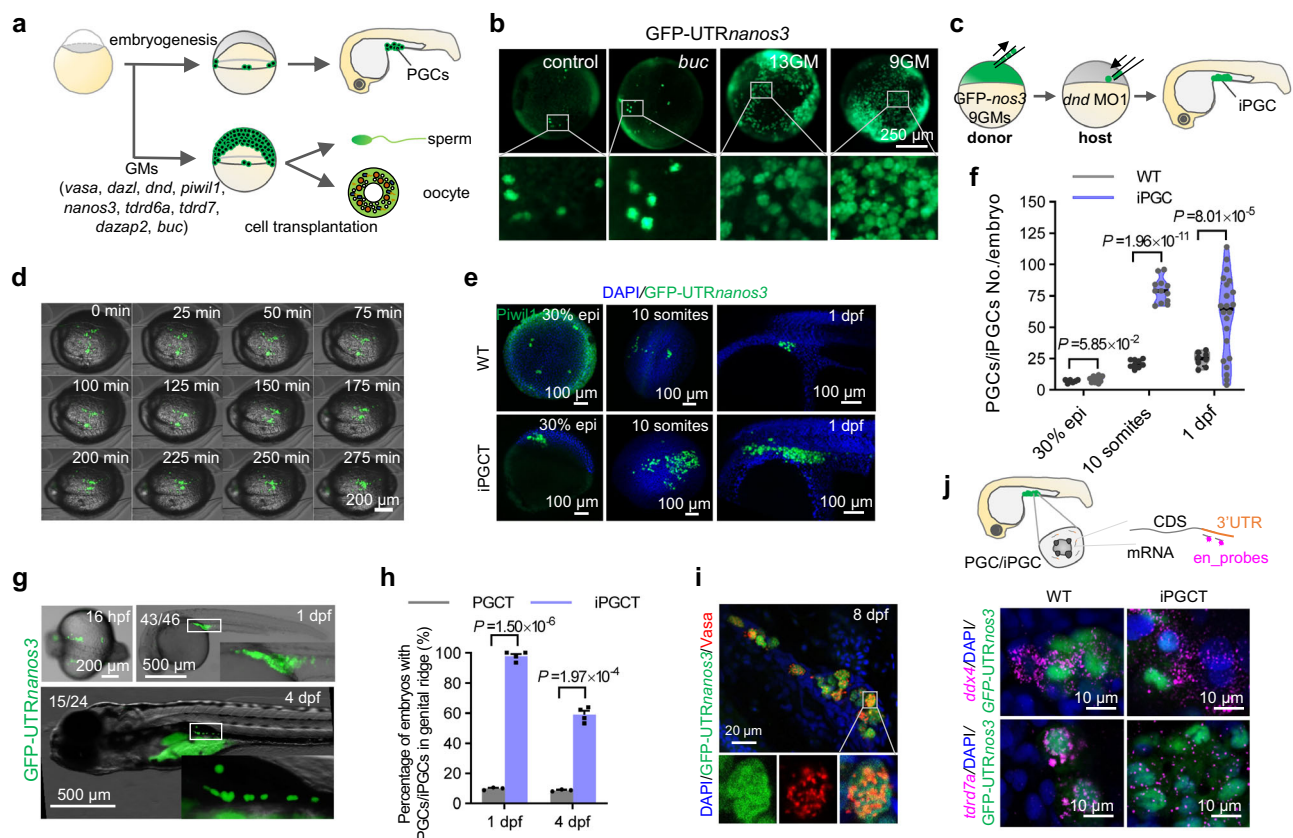 a
embryogenesis
PGCs
GMs
(vasa, dazl, dnd, piwil1,
nanos3, tdrd6a, tdrd7,
dazap2, buc)
sperm
oocyte
cell transplantation
b
GFP-UTRnanos3
control
buc
13GM
9GM
250 µm
c
GFP-nos3
9GMs
donor
dnd MO1
host
iPGC
d
0 min
25 min
50 min
75 min
100 min
125 min
150 min
175 min
200 min
225 min
250 min
275 min
200 µm
e
DAPI/GFP-UTRnanos3
WT
Piwil1
30% epi
100 µm
10 somites
100 µm
1 dpf
100 µm
iPGCT
30% epi
100 µm
10 somites
100 µm
1 dpf
100 µm
f
WT
iPGC
P =8.01×10-5
P =1.96×10-11
P =5.85×10-2
PGCs/iPGCs No./embryo
150
125
100
75
50
25
0
30% epi
10 somites
1 dpf
g
GFP-UTRnanos3
16 hpf
200 µm
43/46
1 dpf
500 µm
15/24
4 dpf
500 µm
h
PGCT
iPGCT
P =1.50×10-6
P =1.97×10-4
Percentage of embryos with
PGCs/iPGCs in genital ridge (%)
100
80
60
40
20
0
1 dpf
4 dpf
i
DAPI/GFP-UTRnanos3/Vasa
8 dpf
20 µm
j
PGC/iPGC
CDS
3'UTR
mRNA
en_probes
WT
iPGCT
ddx4/DAPI/
GFP-UTRnos3
10 µm
10 µm
tdrd7a/DAPI/
GFP-UTRnos3
10 µm
10 µm